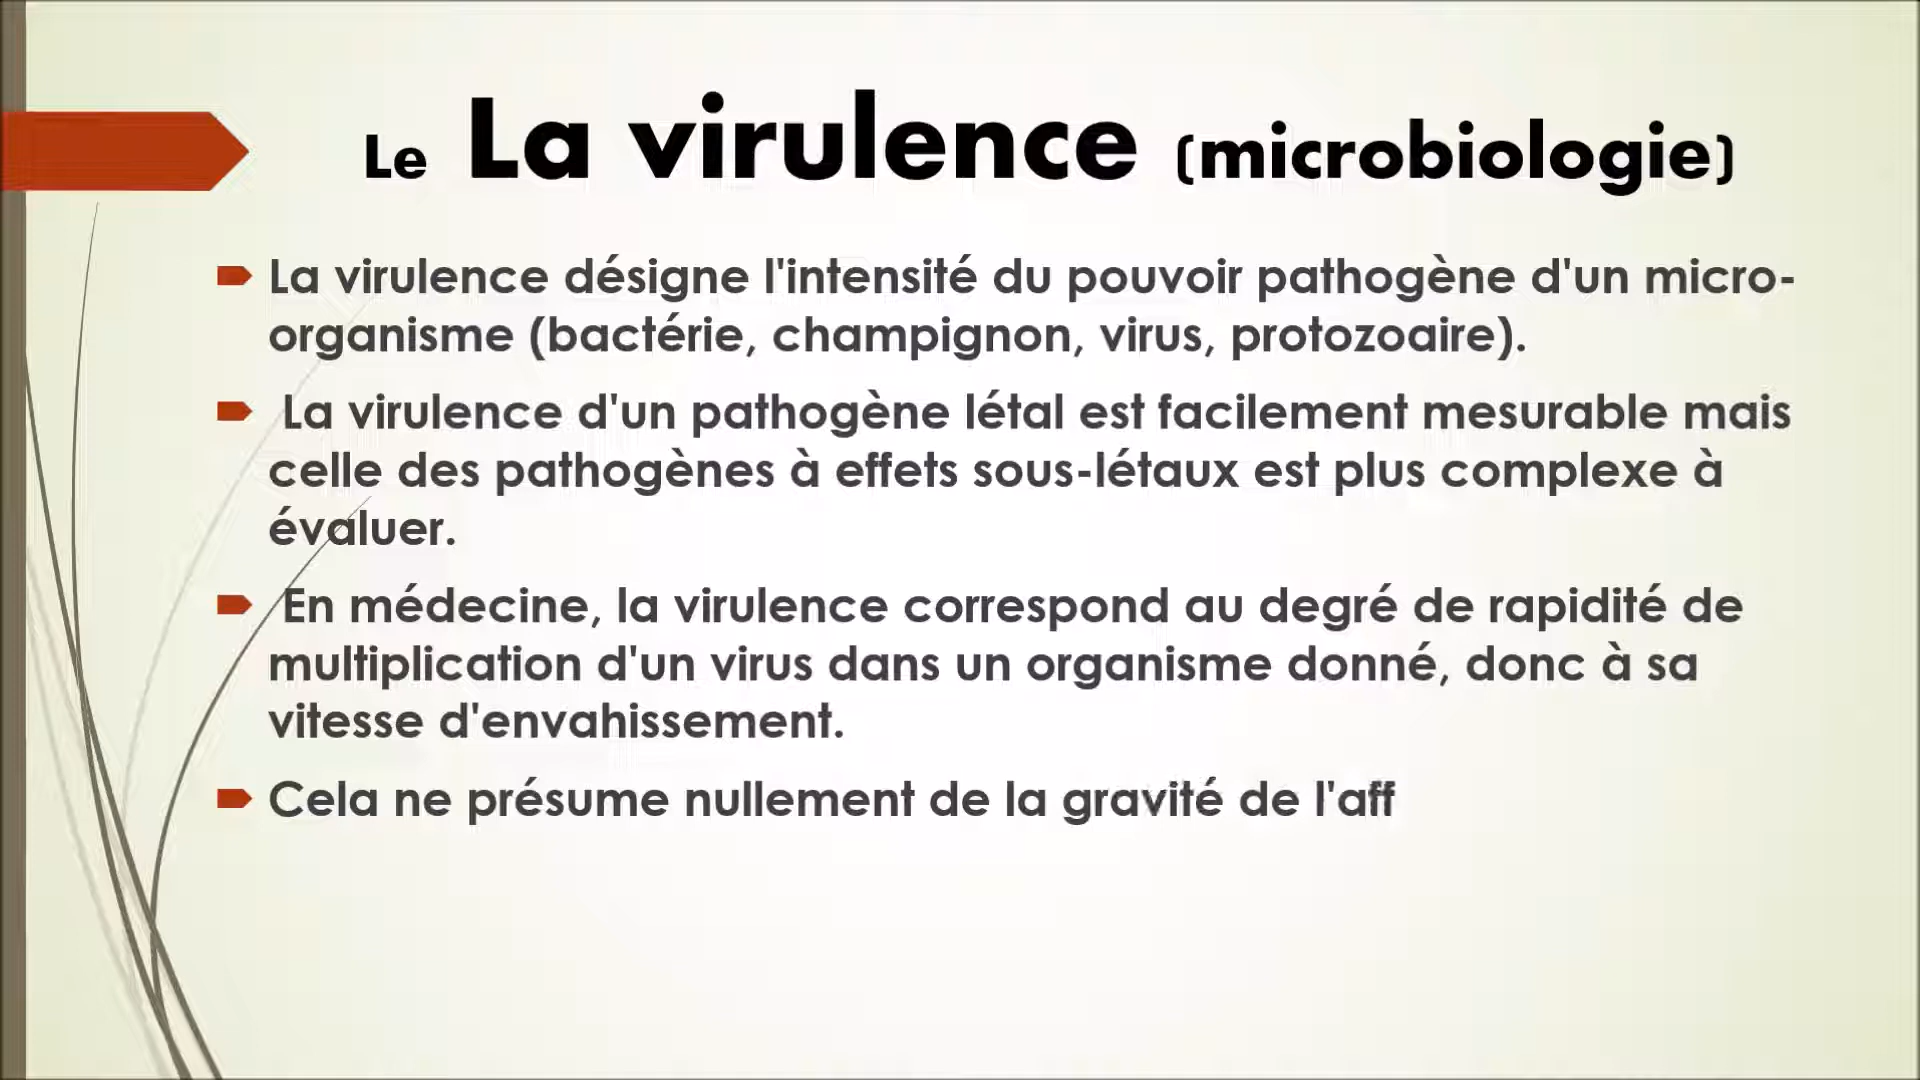 Le La virulence (microbiologie)
La virulence désigne l'intensité du pouvoir pathogène d'un micro-
organisme (bactérie, champignon, virus, protozoaire).
La virulence d'un pathogène létal est facilement mesurable mais
celle des pathogènes à effets sous-létaux est plus complexe à
évaluer.
En médecine, la virulence correspond au degré de rapidité de
multiplication d'un virus dans un organisme donné, donc à sa
vitesse d'envahissement.
Cela ne présume nullement de la gravité de l'aff